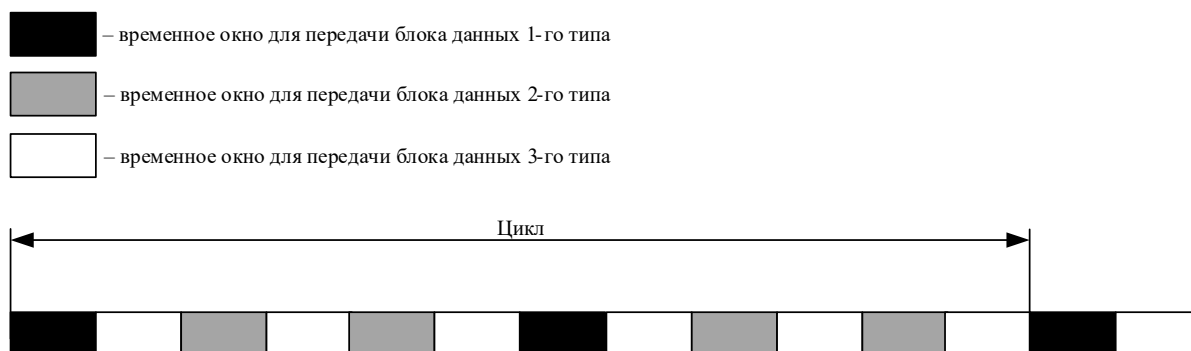 – временное окно для передачи блока данных 1-го типа
– временное окно для передачи блока данных 2-го типа
– временное окно для передачи блока данных 3-го типа
Цикл